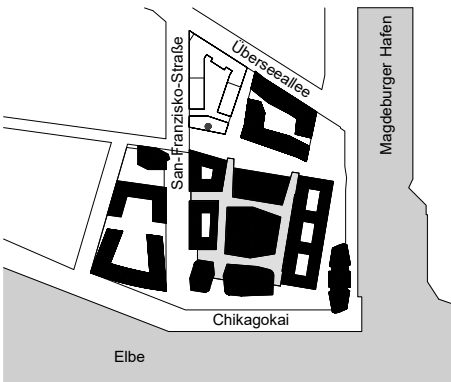 Überseeallee
San-Franzisko-Straße
Magdeburger Hafen
Chikagokai
Elbe